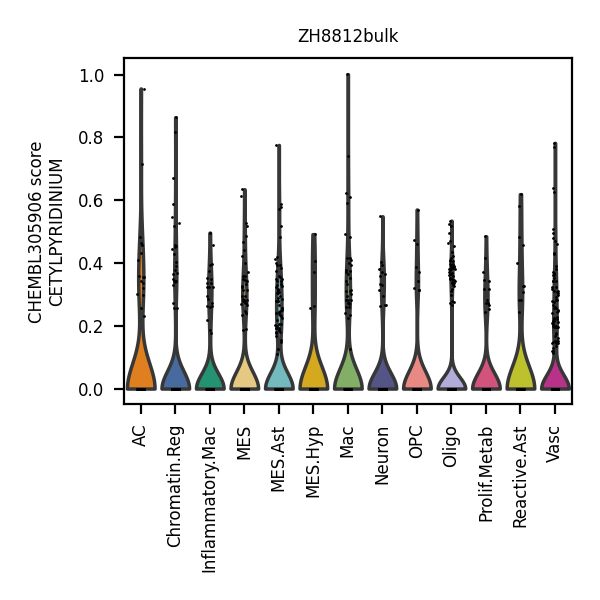 ZH8812bulk
CHEMBL305906 score
CETYLPYRIDINIUM
1.0
0.8
0.6
0.4
0.2
0.0
AC
Chromatin.Reg
Inflammatory.Mac
MES
MES.Ast
MES.Hyp
Mac
Neuron
OPC
Oligo
Prolif.Metab
Reactive.Ast
Vasc